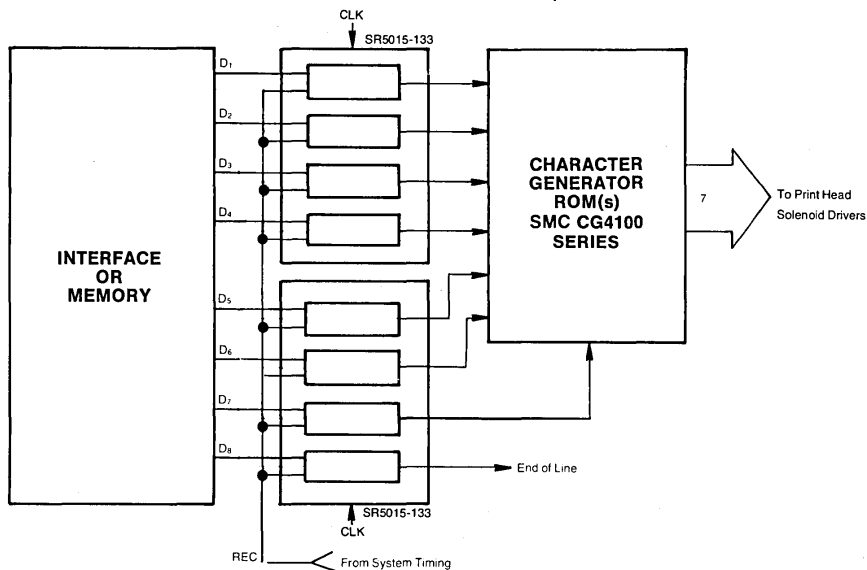 CLK
SR5015-133
D1
D2
D3
D4
D5
D6
D7
D8
INTERFACE
OR
MEMORY
CHARACTER
GENERATOR
ROM(s)
SMC CG4100
SERIES
7
To Print Head
Solenoid Drivers
End of Line
SR5015-133
CLK
REC
From System Timing